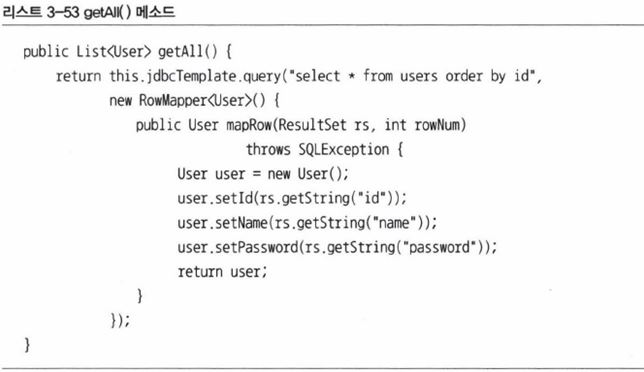 리스트 3-53 getAll() 메소드
public List<User> getAll() {
return this.jdbcTemplate.query("select * from users order by id",
new RowMapper<User>() {
public User mapRow(ResultSet rs, int rowNum)
throws SQLException {
User user = new User();
user.setId(rs.getString("id"));
user.setName(rs.getString("name"));
user.setPassword(rs.getString("password"));
return user;
}
});
}